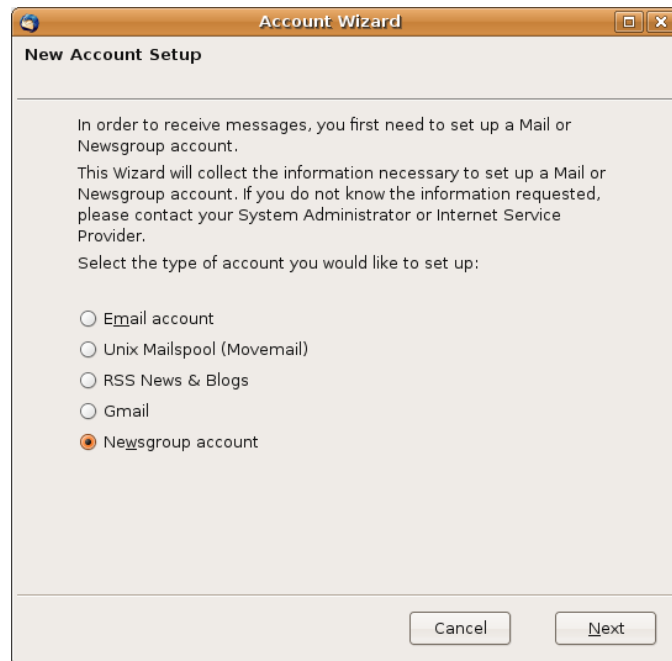 Account Wizard
New Account Setup
In order to receive messages, you first need to set up a Mail or
Newsgroup account.
This Wizard will collect the information necessary to set up a Mail or
Newsgroup account. If you do not know the information requested,
please contact your System Administrator or Internet Service
Provider.
Select the type of account you would like to set up:
Email account
Unix Mailspool (Movemail)
RSS News & Blogs
Gmail
Newsgroup account
Cancel
Next